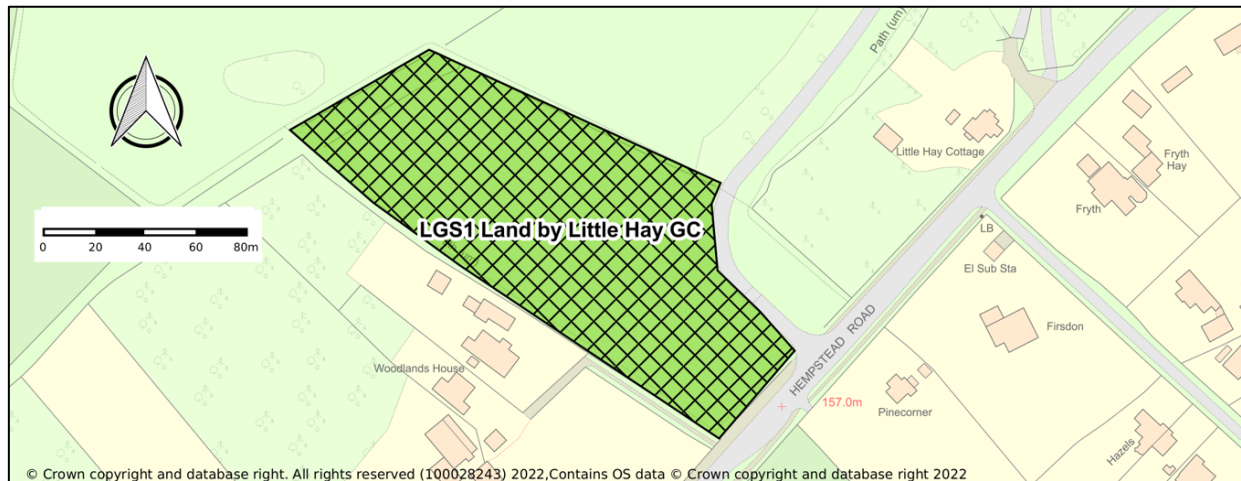 Path (um)
Little Hay Cottage
Fryth
Hay
Fryth
LGS1 Land by Little Hay GC
LB
El Sub Sta
0 20 40 60 80m
HEMPSTEAD ROAD
Firsdon
Woodlands House
157.0m
Pinecorner
Hazels
© Crown copyright and database right. All rights reserved (100028243) 2022,Contains OS data © Crown copyright and database right 2022